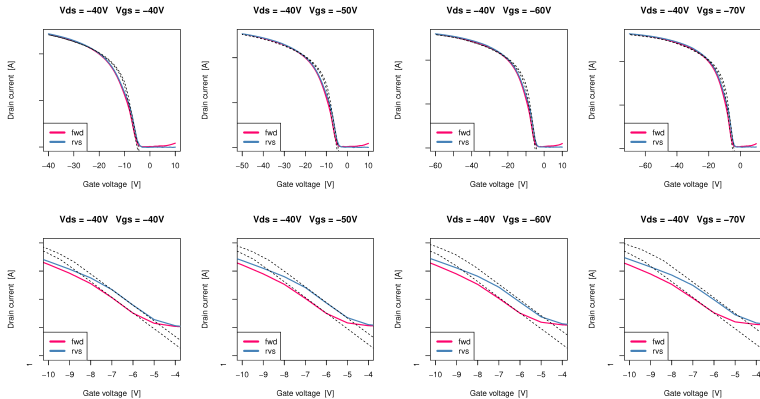 Vds = −40V Vgs = −40V
Drain current [A]
fwd
rvs
−40 −30 −20 −10 0 10
Gate voltage [V]
Vds = −40V Vgs = −50V
Drain current [A]
fwd
rvs
−50 −40 −30 −20 −10 0 10
Gate voltage [V]
Vds = −40V Vgs = −60V
Drain current [A]
fwd
rvs
−60 −40 −20 0
Gate voltage [V]
Vds = −40V Vgs = −70V
Drain current [A]
fwd
rvs
−60 −40 −20 0
Gate voltage [V]
Vds = −40V Vgs = −40V
Drain current [A]
1
fwd
rvs
−10 −9 −8 −7 −6 −5 −4
Gate voltage [V]
Vds = −40V Vgs = −50V
Drain current [A]
1
fwd
rvs
−10 −9 −8 −7 −6 −5 −4
Gate voltage [V]
Vds = −40V Vgs = −60V
Drain current [A]
1
fwd
rvs
−10 −9 −8 −7 −6 −5 −4
Gate voltage [V]
Vds = −40V Vgs = −70V
Drain current [A]
1
fwd
rvs
−10 −9 −8 −7 −6 −5 −4
Gate voltage [V]